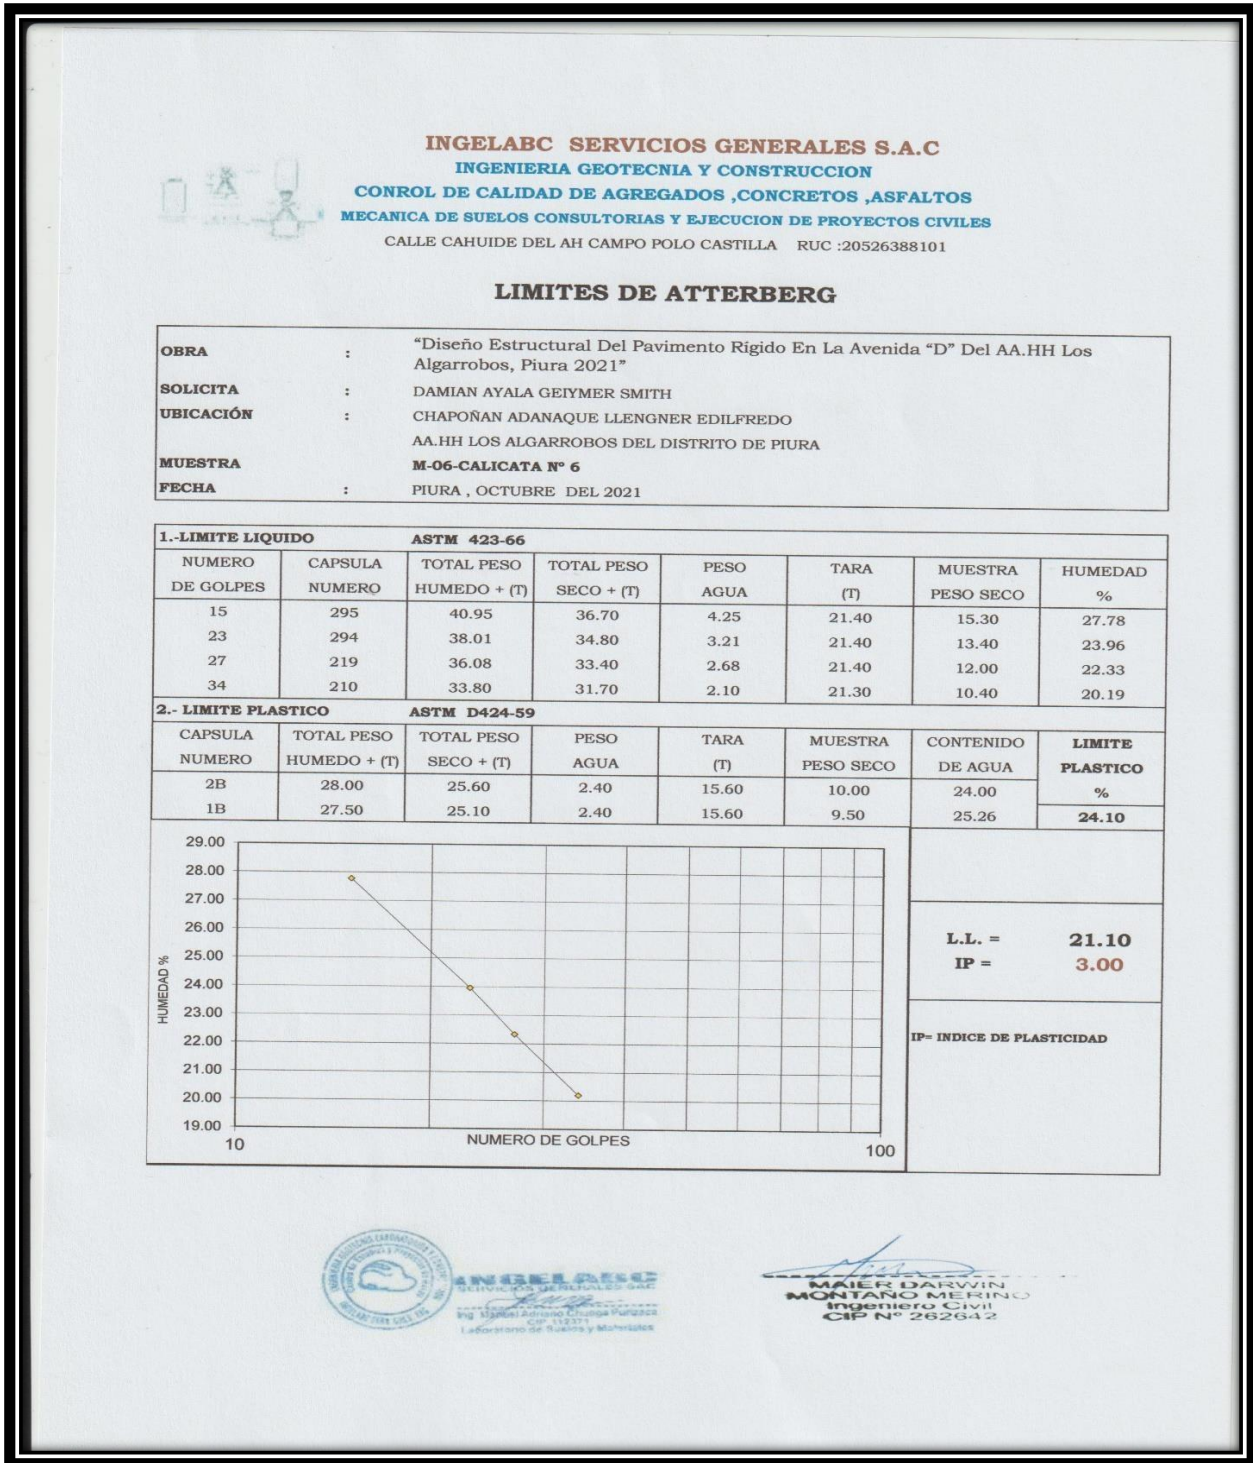 INGELABC SERVICIOS GENERALES S.A.C
INGENIERIA GEOTECNIA Y CONSTRUCCION
CONROL DE CALIDAD DE AGREGADOS ,CONCRETOS ,ASFALTOS
MECANICA DE SUELOS CONSULTORIAS Y EJECUCION DE PROYECTOS CIVILES
CALLE CAHUIDE DEL AH CAMPO POLO CASTILLA RUC :20526388101
LIMITES DE ATTERBERG
OBRA : “Diseño Estructural Del Pavimento Rígido En La Avenida “D” Del AA.HH Los
Algarrobos, Piura 2021”
SOLICITA : DAMIAN AYALA GEIYMER SMITH
UBICACIÓN : CHAPOÑAN ADANAQUE LLENGNER EDILFREDO
AA.HH LOS ALGARROBOS DEL DISTRITO DE PIURA
MUESTRA M-06-CALICATA Nº 6
FECHA : PIURA , OCTUBRE DEL 2021
1.-LIMITE LIQUIDO ASTM 423-66
NUMERO CAPSULA TOTAL PESO TOTAL PESO PESO TARA MUESTRA HUMEDAD
DE GOLPES NUMERO HUMEDO + (T) SECO + (T) AGUA (T) PESO SECO %
15 295 40.95 36.70 4.25 21.40 15.30 27.78
23 294 38.01 34.80 3.21 21.40 13.40 23.96
27 219 36.08 33.40 2.68 21.40 12.00 22.33
34 210 33.80 31.70 2.10 21.30 10.40 20.19
2.- LIMITE PLASTICO ASTM D424-59
CAPSULA TOTAL PESO TOTAL PESO PESO TARA MUESTRA CONTENIDO LIMITE
NUMERO HUMEDO + (T) SECO + (T) AGUA (T) PESO SECO DE AGUA PLASTICO
2B 28.00 25.60 2.40 15.60 10.00 24.00 %
1B 27.50 25.10 2.40 15.60 9.50 25.26 24.10
29.00
28.00
27.00
26.00
25.00
24.00
23.00
22.00
21.00
20.00
19.00
HUMEDAD %
10
NUMERO DE GOLPES
100
L.L. = 21.10
IP = 3.00
IP= INDICE DE PLASTICIDAD
INGELABC
SERVICIOS GENERALES SAC
Laboratorio de Suelos y Materiales
MAIER DARWIN
MONTAÑO MERINO
Ingeniero Civil
CIP Nº 262642